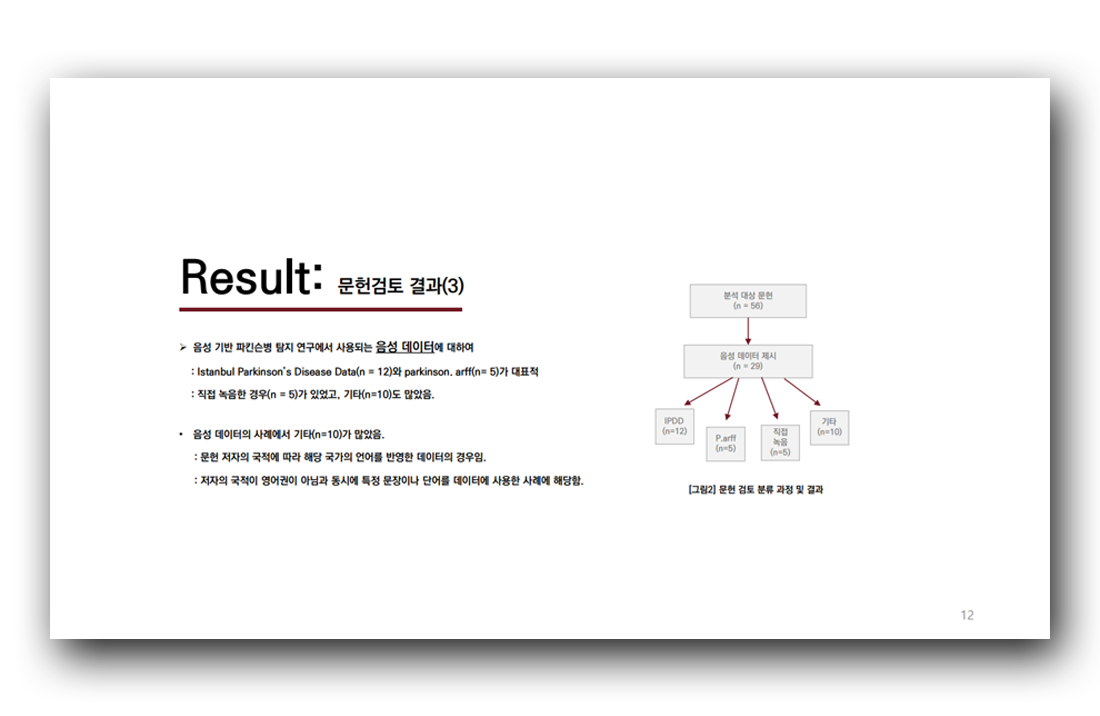 Result: 문헌검토 결과(3)
➢ 음성 기반 파킨슨병 탐지 연구에서 사용되는 음성 데이터에 대하여
: Istanbul Parkinson's Disease Data(n = 12)와 parkinson. arff(n= 5)가 대표적
: 직접 녹음한 경우(n = 5)가 있었고, 기타(n=10)도 많았음.
• 음성 데이터의 사례에서 기타(n=10)가 많았음.
: 문헌 저자의 국적에 따라 해당 국가의 언어를 반영한 데이터의 경우임.
: 저자의 국적이 영어권이 아님과 동시에 특정 문장이나 단어를 데이터에 사용한 사례에 해당함.
분석 대상 문헌
(n = 56)
음성 데이터 제시
(n = 29)
IPDD
(n=12)
P.arff
(n=5)
직접
녹음
(n=5)
기타
(n=10)
[그림2] 문헌 검토 분류 과정 및 결과
12